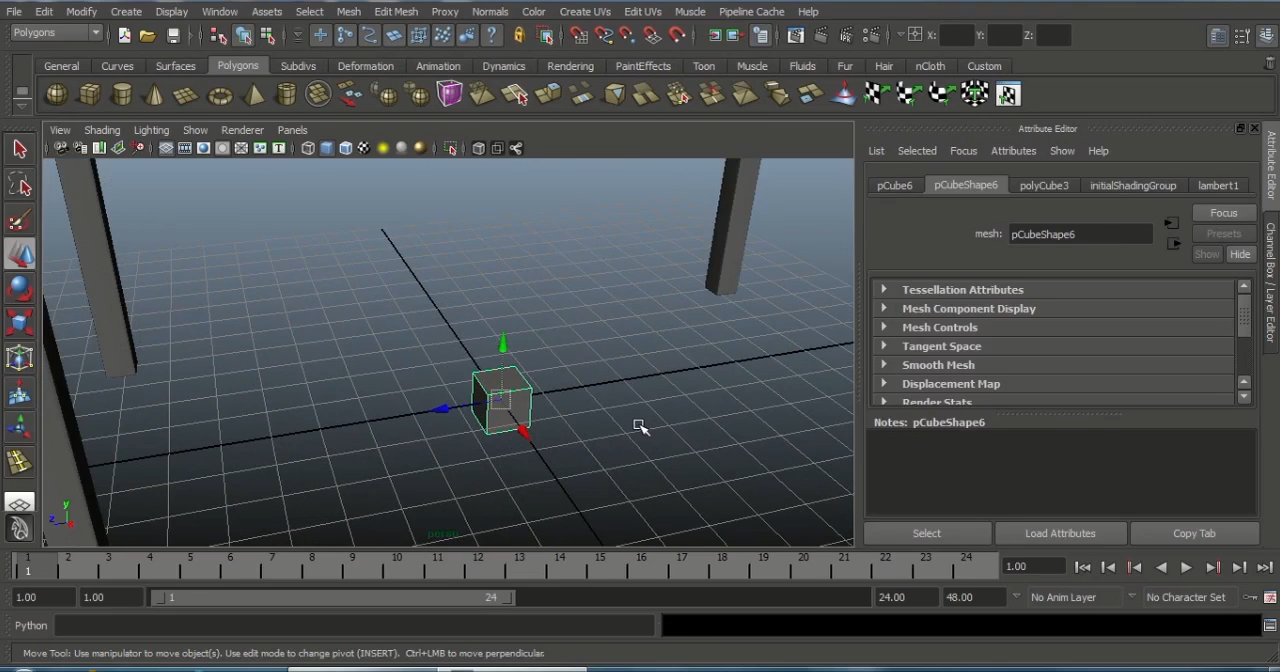 File Edit Modify Create Display Window Assets Select Mesh Edit Mesh Proxy Normals Color Create UVs Edit UVs Muscle Pipeline Cache Help
Polygons X: Y: Z:
General Curves Surfaces Polygons Subdivs Deformation Animation Dynamics Rendering PaintEffects Toon Muscle Fluids Fur Hair nCloth Custom
View Shading Lighting Show Renderer Panels
Attribute Editor
List Selected Focus Attributes Show Help
pCube6 pCubeShape6 polyCube3 initialShadingGroup lambert1
Focus
mesh: pCubeShape6
Presets
Show Hide
Tessellation Attributes
Mesh Component Display
Mesh Controls
Tangent Space
Smooth Mesh
Displacement Map
Render Stats
Notes: pCubeShape6
Select Load Attributes Copy Tab
Attribute Editor
Channel Box / Layer Editor
y
z x
persp
1 2 3 4 5 6 7 8 9 10 11 12 13 14 15 16 17 18 19 20 21 22 23 24
1 1.00
1.00 1.00 1 24 24.00 48.00 No Anim Layer No Character Set
Python
Move Tool: Use manipulator to move object(s). Use edit mode to change pivot (INSERT). Ctrl+LMB to move perpendicular.